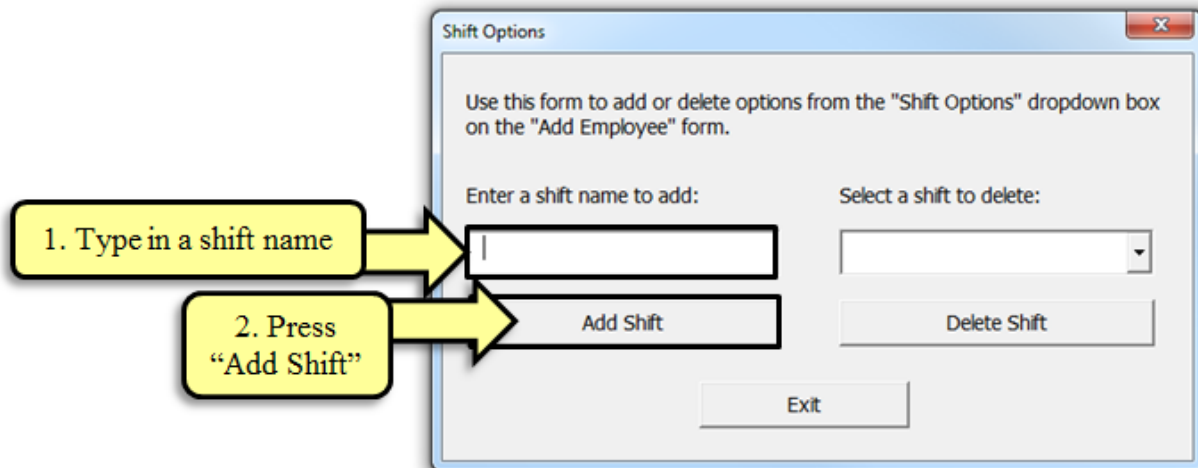 Shift Options
Use this form to add or delete options from the "Shift Options" dropdown box
on the "Add Employee" form.
Enter a shift name to add:
Select a shift to delete:
1. Type in a shift name
2. Press
“Add Shift”
Add Shift
Delete Shift
Exit